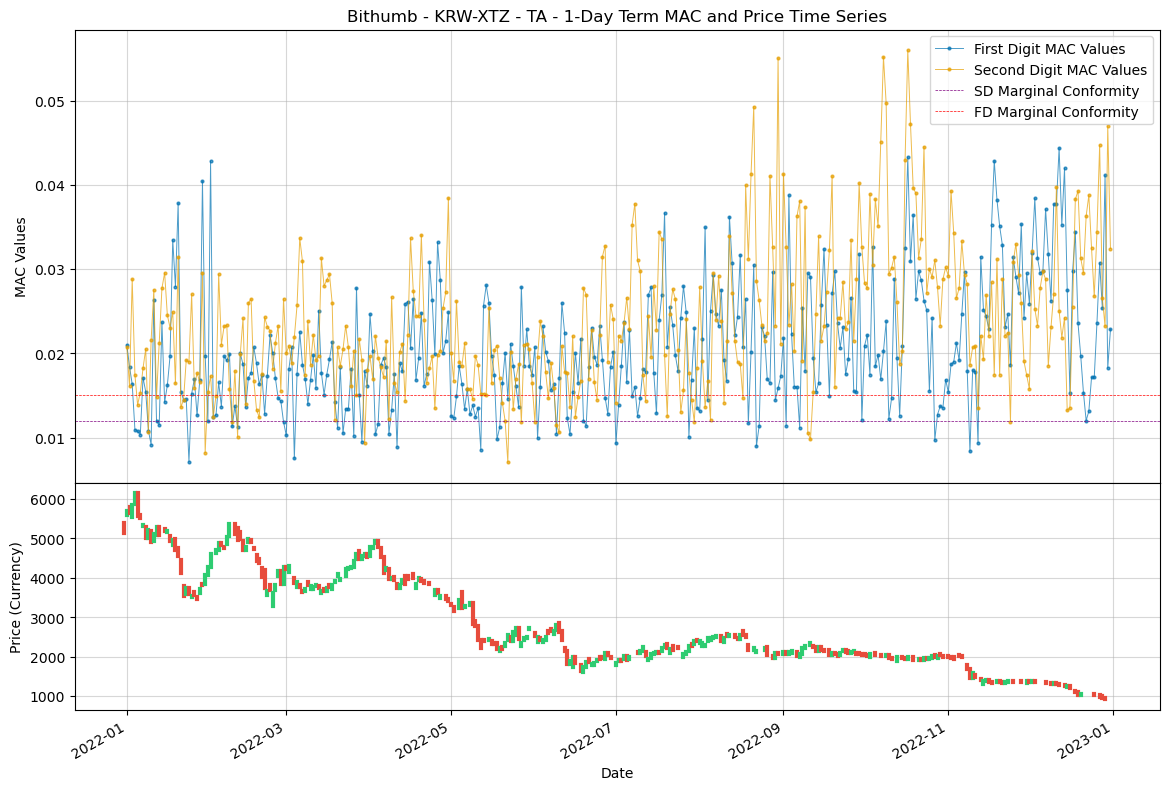 Bithumb - KRW-XTZ - TA - 1-Day Term MAC and Price Time Series
First Digit MAC Values
Second Digit MAC Values
SD Marginal Conformity
FD Marginal Conformity
MAC Values
0.05
0.04
0.03
0.02
0.01
Price (Currency)
6000
5000
4000
3000
2000
1000
2022-01
2022-03
2022-05
2022-07
2022-09
2022-11
2023-01
Date